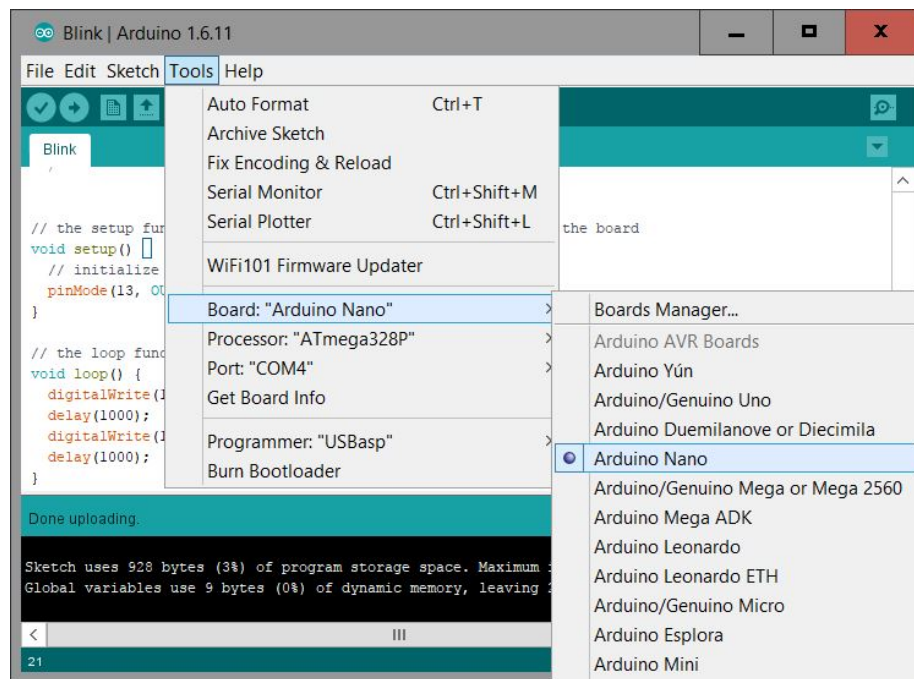 Blink | Arduino 1.6.11
File Edit Sketch Tools Help
Blink
// the setup fur
the board
void setup() {
// initialize
pinMode(13, OU
}
// the loop func
void loop() {
digitalWrite(1
delay(1000);
digitalWrite(1
delay(1000);
}
Auto Format Ctrl+T
Archive Sketch
Fix Encoding & Reload
Serial Monitor Ctrl+Shift+M
Serial Plotter Ctrl+Shift+L
WiFi101 Firmware Updater
Board: "Arduino Nano"
Processor: "ATmega328P"
Port: "COM4"
Get Board Info
Programmer: "USBasp"
Burn Bootloader
Boards Manager...
Arduino AVR Boards
Arduino Yún
Arduino/Genuino Uno
Arduino Duemilanove or Diecimila
Arduino Nano
Arduino/Genuino Mega or Mega 2560
Arduino Mega ADK
Arduino Leonardo
Arduino Leonardo ETH
Arduino/Genuino Micro
Arduino Esplora
Arduino Mini
Done uploading.
Sketch uses 928 bytes (3%) of program storage space. Maximum
Global variables use 9 bytes (0%) of dynamic memory, leaving
21